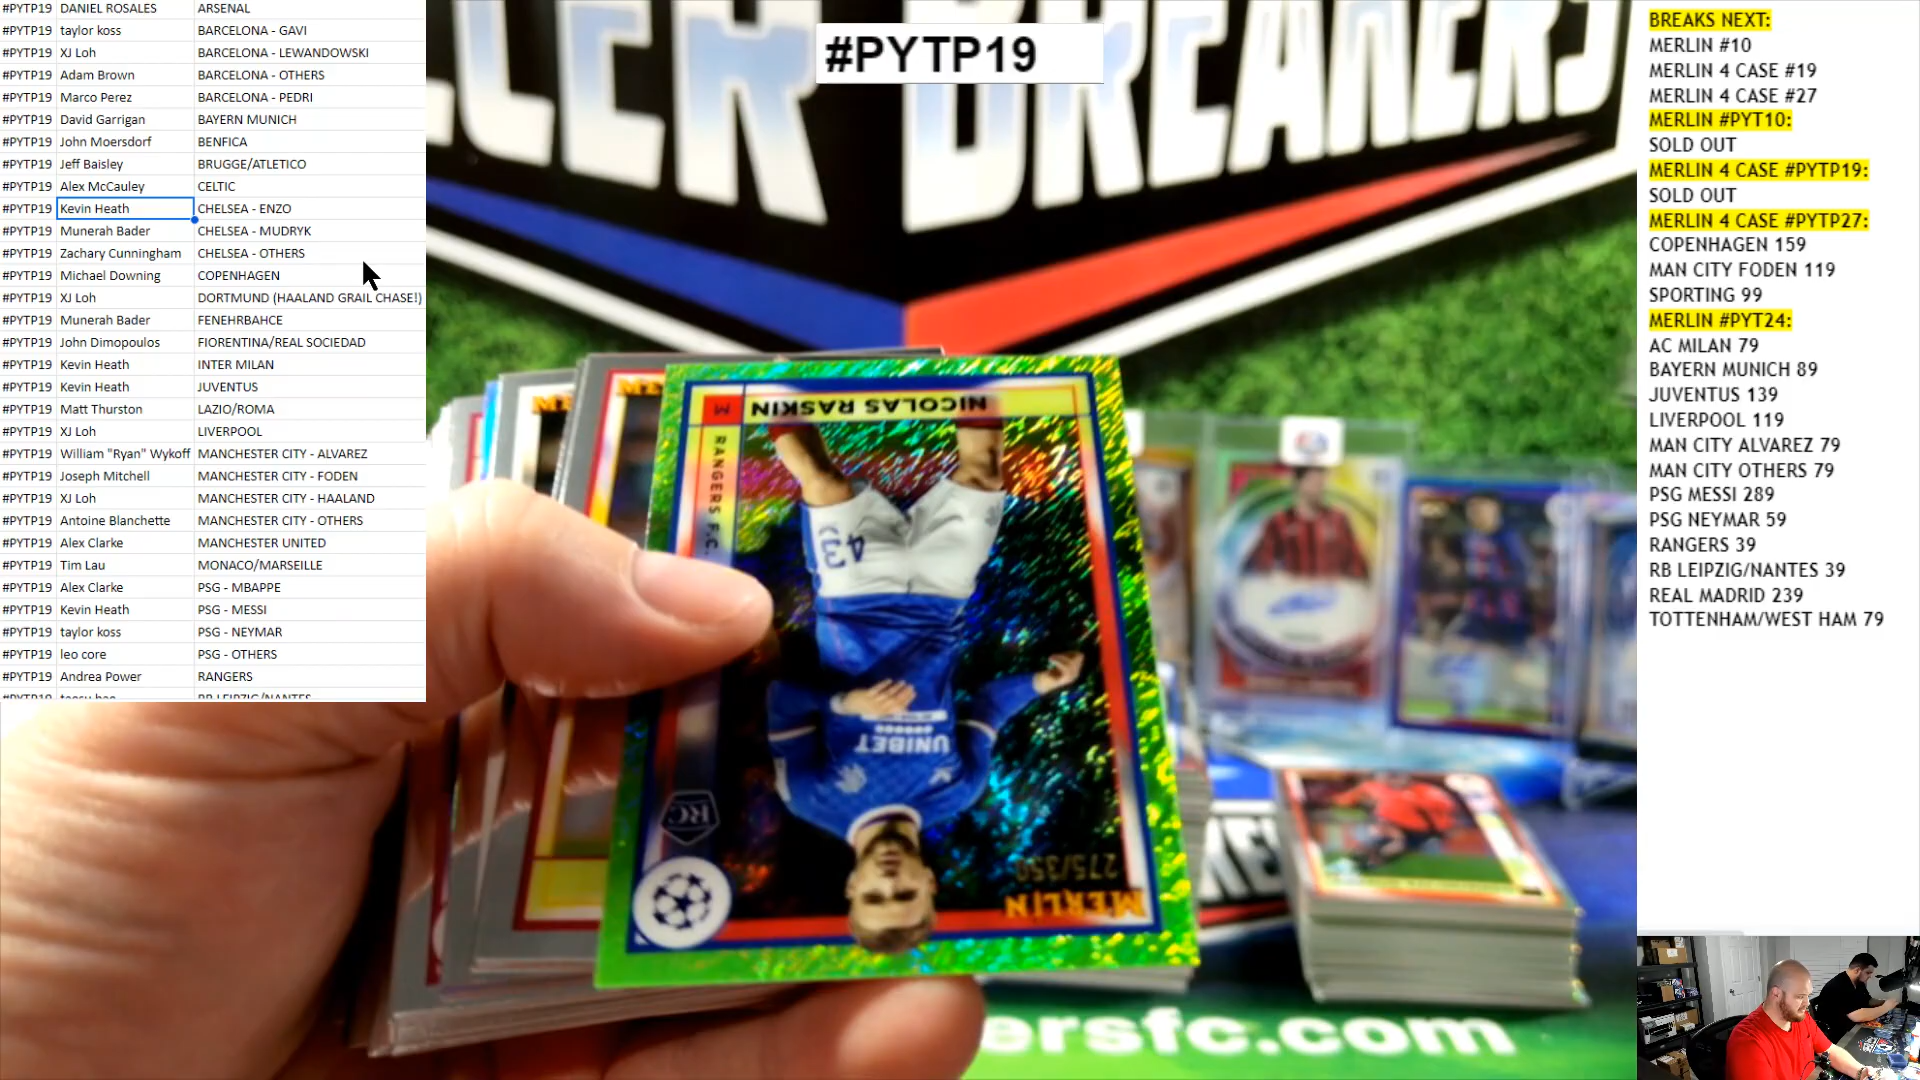 #PYTP19 DANIEL ROSALES ARSENAL
#PYTP19 taylor koss BARCELONA - GAVI
#PYTP19 XJ Loh BARCELONA - LEWANDOWSKI
#PYTP19 Adam Brown BARCELONA - OTHERS
#PYTP19 Marco Perez BARCELONA - PEDRI
#PYTP19 David Garrigan BAYERN MUNICH
#PYTP19 John Moersdorf BENFICA
#PYTP19 Jeff Baisley BRUGGE/ATLETICO
#PYTP19 Alex McCauley CELTIC
#PYTP19 Kevin Heath CHELSEA - ENZO
#PYTP19 Munerah Bader CHELSEA - MUDRYK
#PYTP19 Zachary Cunningham CHELSEA - OTHERS
#PYTP19 Michael Downing COPENHAGEN
#PYTP19 XJ Loh DORTMUND (HAALAND GRAIL CHASE!)
#PYTP19 Munerah Bader FENEHRBAHCE
#PYTP19 John Dimopoulos FIORENTINA/REAL SOCIEDAD
#PYTP19 Kevin Heath INTER MILAN
#PYTP19 Kevin Heath JUVENTUS
#PYTP19 Matt Thurston LAZIO/ROMA
#PYTP19 XJ Loh LIVERPOOL
#PYTP19 William "Ryan" Wykoff MANCHESTER CITY - ALVAREZ
#PYTP19 Joseph Mitchell MANCHESTER CITY - FODEN
#PYTP19 XJ Loh MANCHESTER CITY - HAALAND
#PYTP19 Antoine Blanchette MANCHESTER CITY - OTHERS
#PYTP19 Alex Clarke MANCHESTER UNITED
#PYTP19 Tim Lau MONACO/MARSEILLE
#PYTP19 Alex Clarke PSG - MBAPPE
#PYTP19 Kevin Heath PSG - MESSI
#PYTP19 taylor koss PSG - NEYMAR
#PYTP19 leo core PSG - OTHERS
#PYTP19 Andrea Power RANGERS
#PYTP19 RB LEIPZIG/NANTES
#PYTP19
BREAKERS
NICOLAS RASKIN
M
RANGERS F.C.
43
UNIBET
RC
275/350
MERLIN
ersfc.com
BREAKS NEXT:
MERLIN #10
MERLIN 4 CASE #19
MERLIN 4 CASE #27
MERLIN #PYT10:
SOLD OUT
MERLIN 4 CASE #PYTP19:
SOLD OUT
MERLIN 4 CASE #PYTP27:
COPENHAGEN 159
MAN CITY FODEN 119
SPORTING 99
MERLIN #PYT24:
AC MILAN 79
BAYERN MUNICH 89
JUVENTUS 139
LIVERPOOL 119
MAN CITY ALVAREZ 79
MAN CITY OTHERS 79
PSG MESSI 289
PSG NEYMAR 59
RANGERS 39
RB LEIPZIG/NANTES 39
REAL MADRID 239
TOTTENHAM/WEST HAM 79